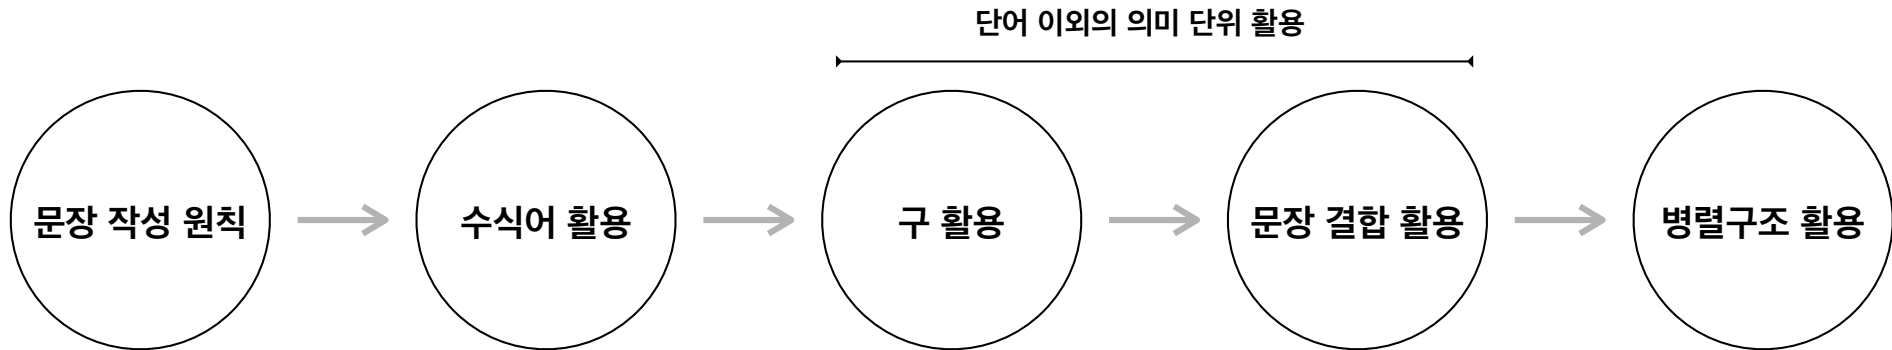 단어 이외의 의미 단위 활용
문장 작성 원칙
수식어 활용
구 활용
문장 결합 활용
병렬구조 활용